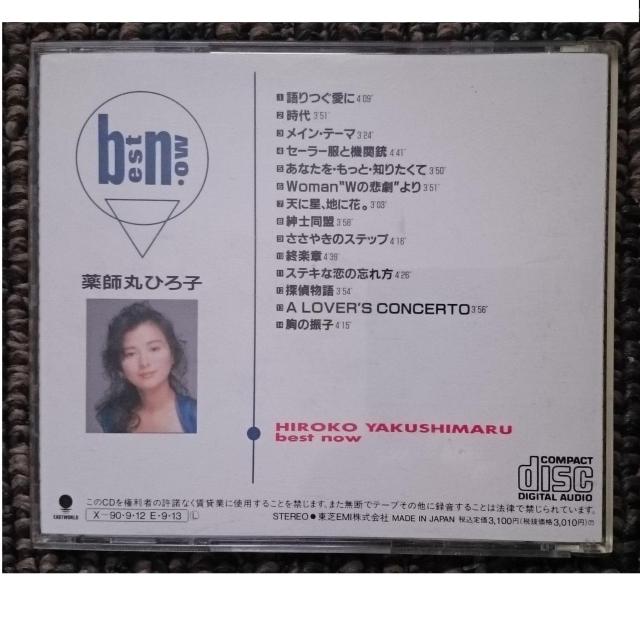 best now
薬師丸ひろ子
1 語りつぐ愛に 4'09"
2 時代 3'51"
3 メイン・テーマ 3'24"
4 セーラー服と機関銃 4'41"
5 あなたを・もっと・知りたくて 3'50"
6 Woman"Wの悲劇"より 3'51"
7 天に星、地に花。 3'03"
8 紳士同盟 3'58"
9 ささやきのステップ 4'16"
10 終楽章 4'39"
11 ステキな恋の忘れ方 4'26"
12 探偵物語 3'54"
13 A LOVER'S CONCERTO 3'56"
14 胸の振子 4'15"
HIROKO YAKUSHIMARU
best now
COMPACT
disc
DIGITAL AUDIO
EASTWORLD
このCDを権利者の許諾なく賃貸業に使用することを禁じます。また無断でテープその他に録音することは法律で禁じられています。
X-90・9・12 E・9・13 Ⓛ
STEREO ● 東芝EMI株式会社 MADE IN JAPAN 税込定価3,100円(税抜価格3,010円)